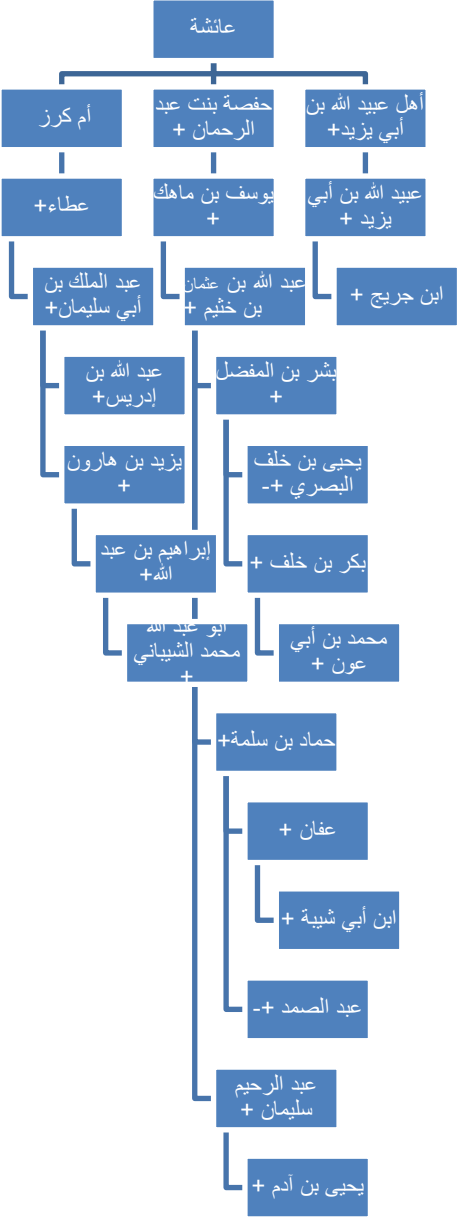 عائشة
أهل عبيد الله بن
أبي يزيد+
حفصة بنت عبد
الرحمان +
أم كرز
عبيد الله بن أبي
يزيد +
يوسف بن ماهك
+
عطاء+
ابن جريج +
عبد الله بن عثمان
بن خثيم +
عبد الملك بن
أبي سليمان+
بشر بن المفضل
+
عبد الله بن
إدريس+
يحيى بن خلف
البصري +-
يزيد بن هارون
+
بكر بن خلف +
إبراهيم بن عبد
الله+
محمد بن أبي
عون +
أبو عبد الله
محمد الشيباني
+
حماد بن سلمة+
عفان +
ابن أبي شيبة +
عبد الصمد +-
عبد الرحيم
سليمان +
يحيى بن آدم +